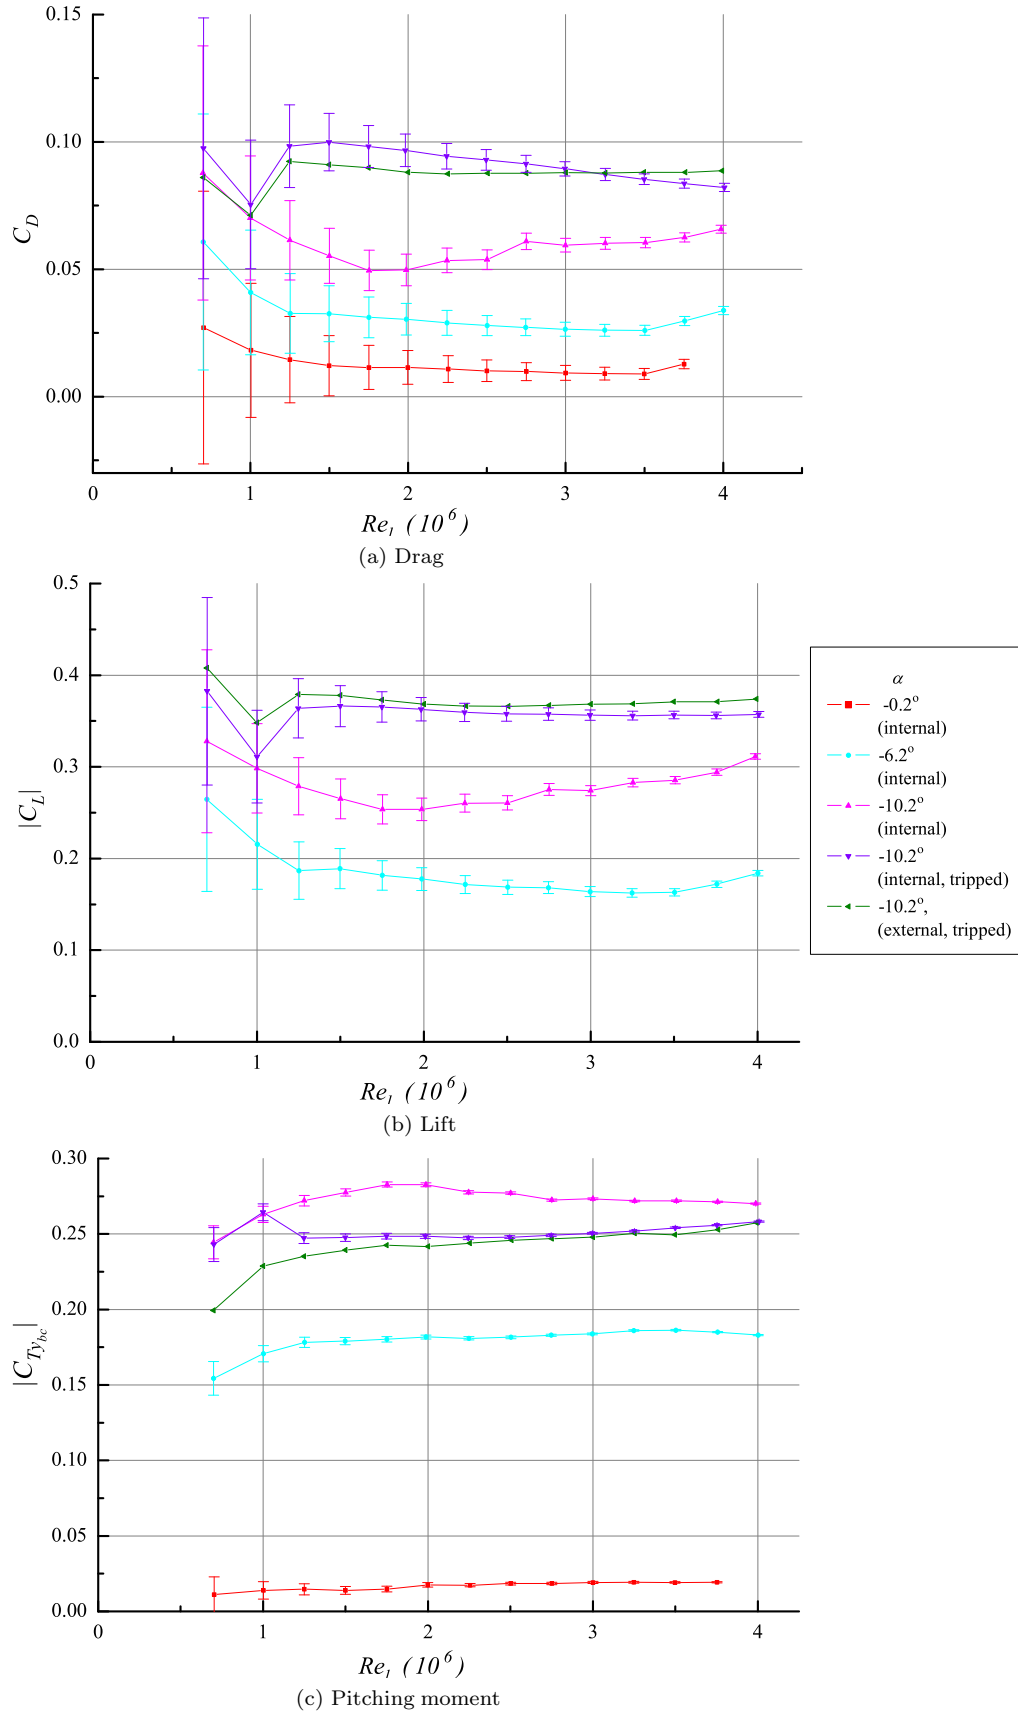 0.15
0.10
0.05
0.00
C_D
0 1 2 3 4
Re_l (10^6)
(a) Drag
0.5
0.4
0.3
0.2
0.1
0.0
|C_L|
0 1 2 3 4
Re_l (10^6)
(b) Lift
α
-0.2°
(internal)
-6.2°
(internal)
-10.2°
(internal)
-10.2°
(internal, tripped)
-10.2°,
(external, tripped)
0.30
0.25
0.20
0.15
0.10
0.05
0.00
|C_{Ty_{bc}}|
0 1 2 3 4
Re_l (10^6)
(c) Pitching moment